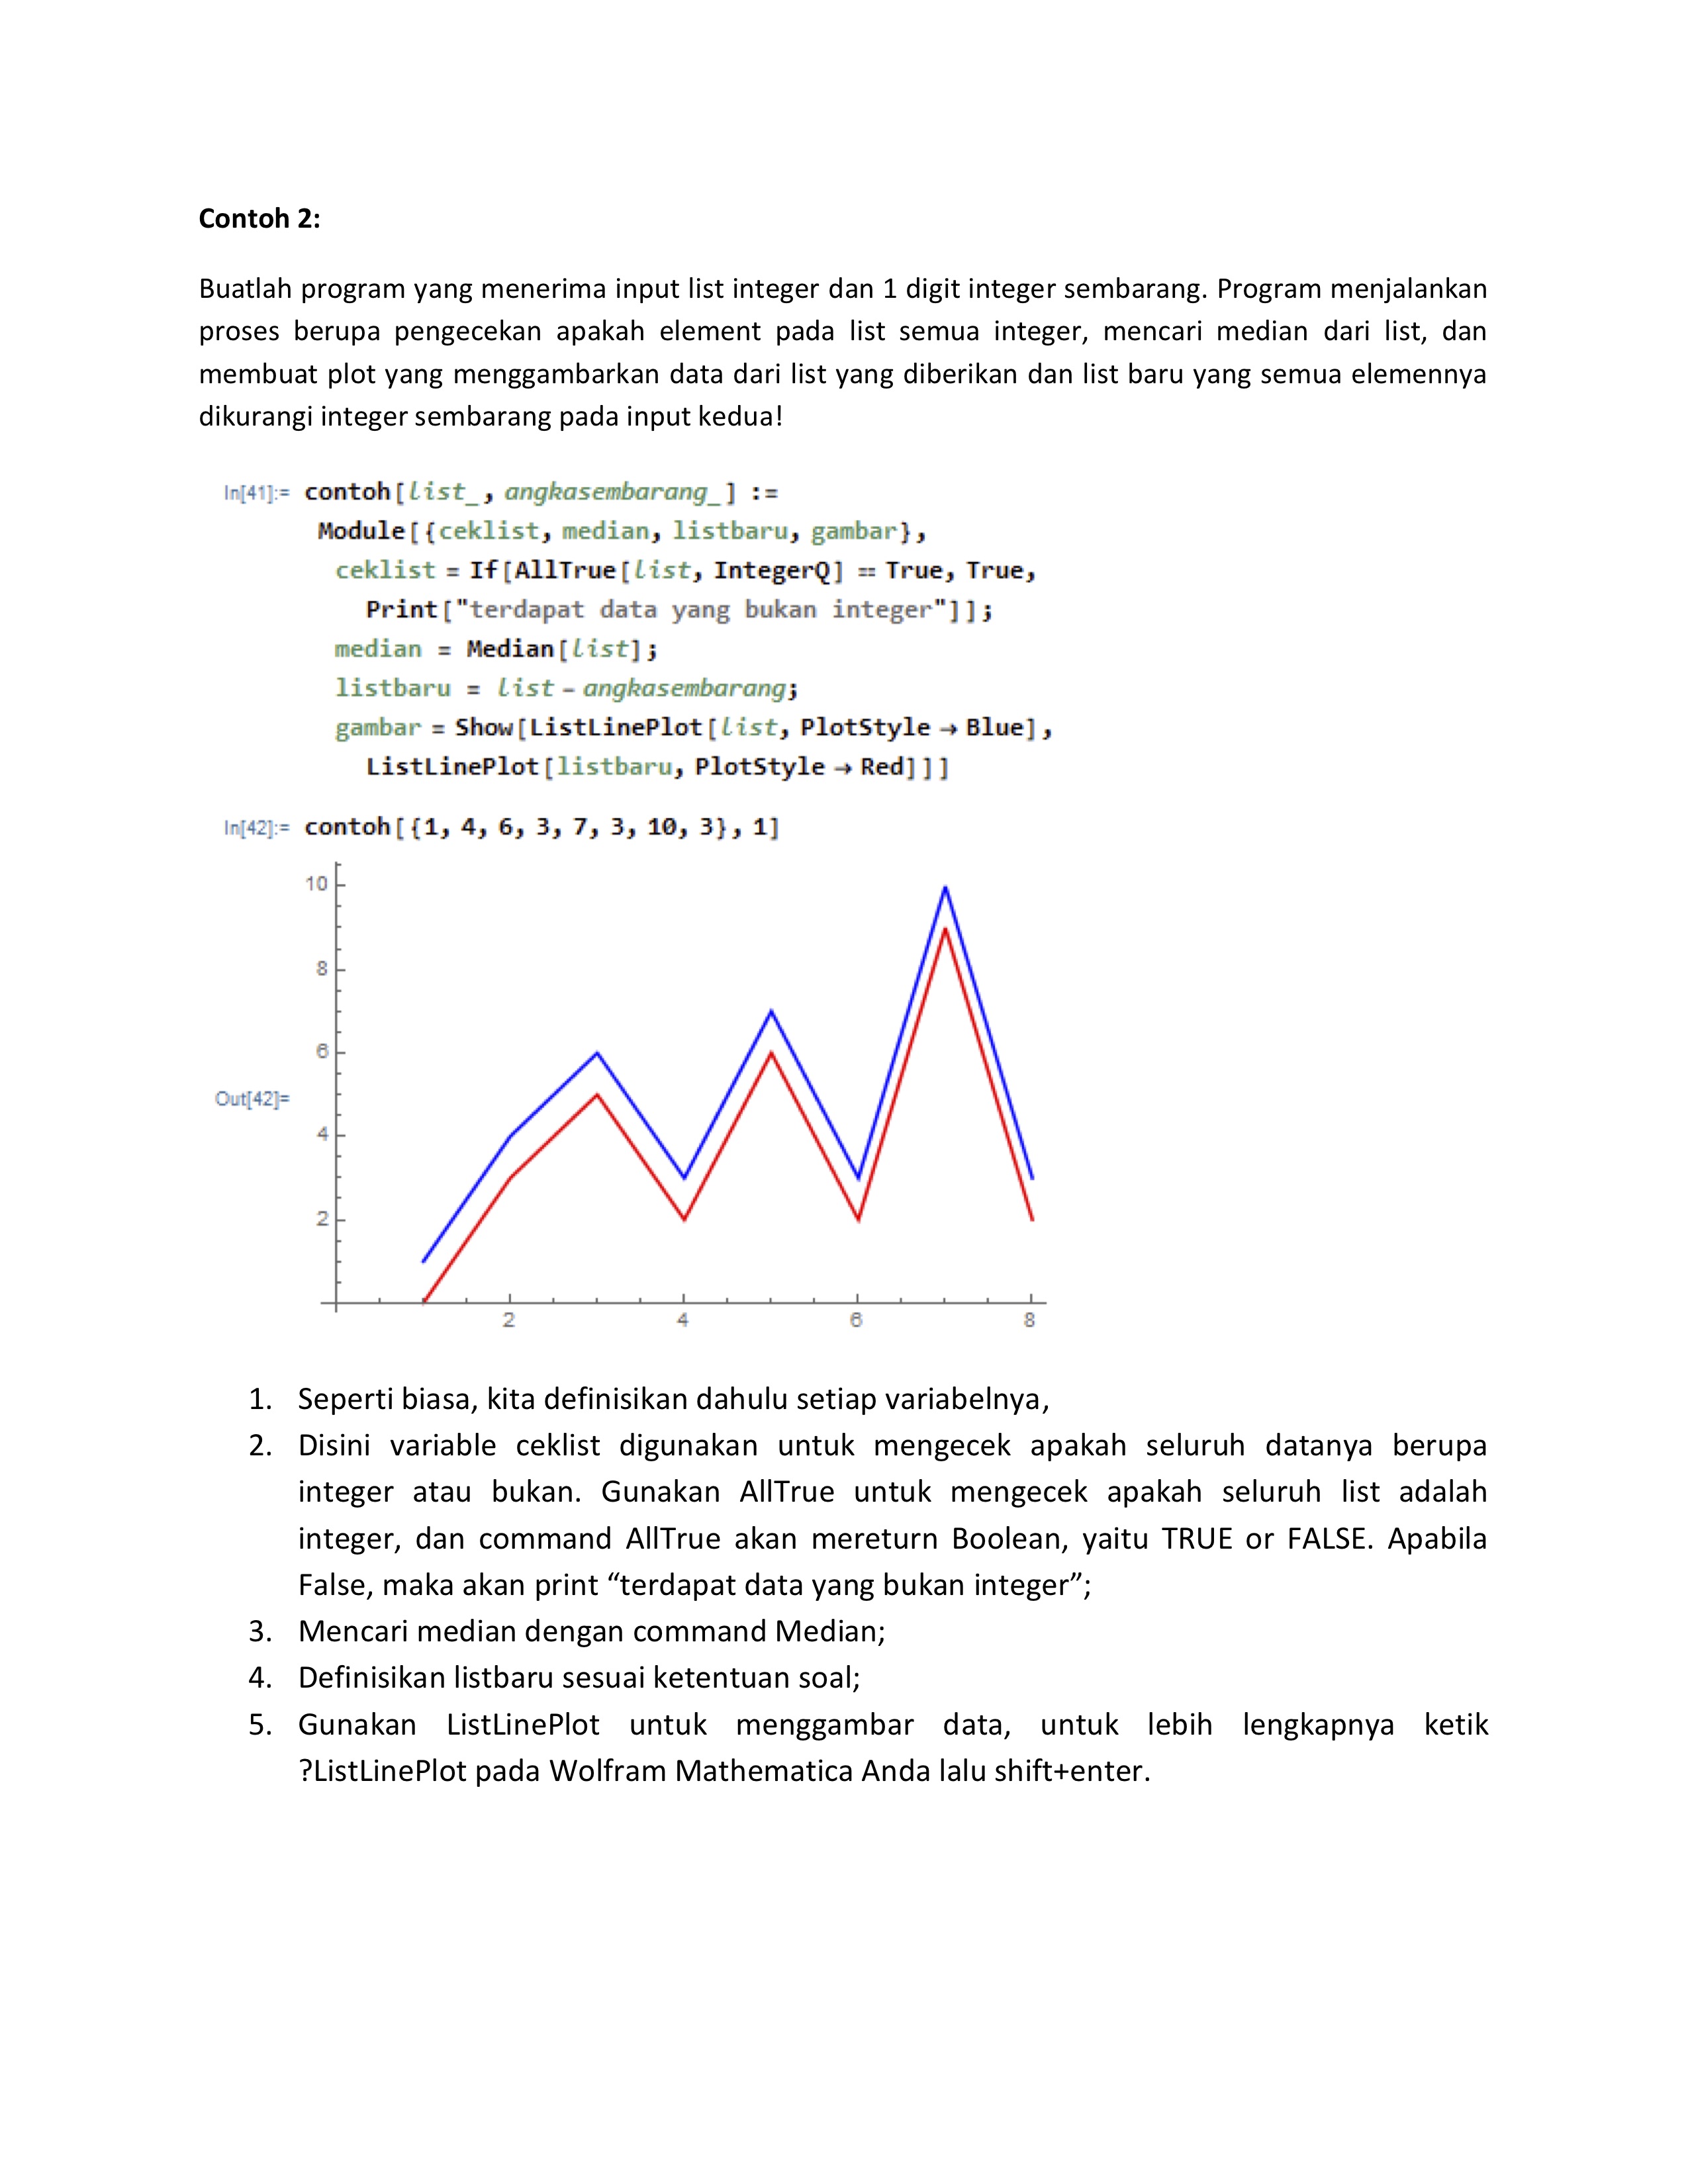 Contoh 2:
Buatlah program yang menerima input list integer dan 1 digit integer sembarang. Program menjalankan
proses berupa pengecekan apakah element pada list semua integer, mencari median dari list, dan
membuat plot yang menggambarkan data dari list yang diberikan dan list baru yang semua elemennya
dikurangi integer sembarang pada input kedua!
In[41]:= contoh[list_, angkasembarang_] :=
Module[{ceklist, median, listbaru, gambar},
ceklist = If[AllTrue[list, IntegerQ] == True, True,
Print["terdapat data yang bukan integer"]];
median = Median[list];
listbaru = list - angkasembarang;
gambar = Show[ListLinePlot[list, PlotStyle → Blue],
ListLinePlot[listbaru, PlotStyle → Red]]]
In[42]:= contoh[{1, 4, 6, 3, 7, 3, 10, 3}, 1]
10
8
6
Out[42]=
4
2
2 4 6 8
1. Seperti biasa, kita definisikan dahulu setiap variabelnya,
2. Disini variable ceklist digunakan untuk mengecek apakah seluruh datanya berupa
integer atau bukan. Gunakan AllTrue untuk mengecek apakah seluruh list adalah
integer, dan command AllTrue akan mereturn Boolean, yaitu TRUE or FALSE. Apabila
False, maka akan print “terdapat data yang bukan integer”;
3. Mencari median dengan command Median;
4. Definisikan listbaru sesuai ketentuan soal;
5. Gunakan ListLinePlot untuk menggambar data, untuk lebih lengkapnya ketik
?ListLinePlot pada Wolfram Mathematica Anda lalu shift+enter.